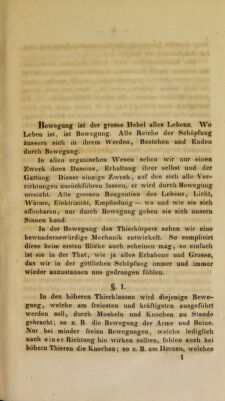 Bewegung ist der grosse Hebel alles Lebens. Wo
Leben ist, ist Bewegung. Alle Reiche der Schöpfung
äussern sich in ihrem Werden, Bestehen und Enden
durch Bewegung.
In allen organischen Wesen sehen wir nur einen
Zweck ihres Daseins, Erhaltung ihrer selbst und der
Gattung. Dieser einzige Zweck, auf den sich alle Ver-
richtungen zurückführen lassen, er wird durch Bewegung
erreicht. Alle grossen Reagentien des Lebens, Licht,
Wärme, Elektrizität, Empfindung — wo und wie sie sich
offenbaren, nur durch Bewegung geben sie sich unsern
Sinnen kund.
In der Bewegung des Thierkörpers sehen wir eine
bewundernswürdige Mechanik entwickelt. So complicirt
diese beim ersten Blicke auch scheinen mag, so einfach
ist sie in der That, wie ja alles Erhabene und Grosse,
das wir in der göttlichen Schöpfung immer und immer
wieder anzustaunen uns gedrungen fühlen.
§. 1.
In den höheren Thierklassen wird diejenige Bewe-
gung, welche am freiesten und kräftigsten ausgeführt
werden soll, durch Muskeln und Knochen zu Stande
gebracht; so z. B. die Bewegung der Arme und Beine.
Nur bei minder freien Bewegungen, welche lediglich
nach einer Richtung hin wirken sollten, fehlen auch bei
höhern Thieren die Knochen; so z. B. am Herzen, welches
1